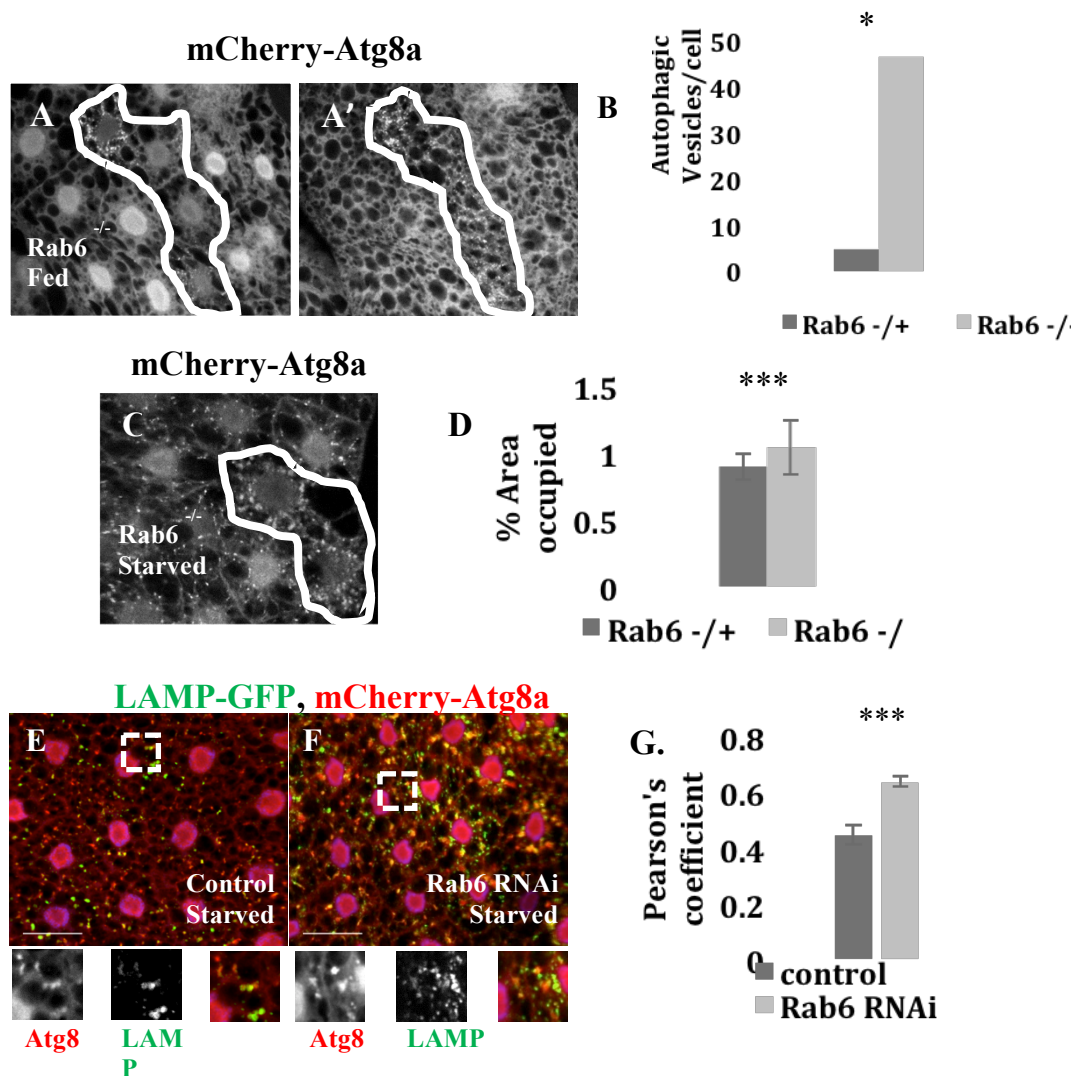 mCherry-Atg8a
A
A'
Rab6 -/-
Fed
B
*
Autophagic
Vesicles/cell
50
40
30
20
10
0
Rab6 -/+
Rab6 -/-
mCherry-Atg8a
C
Rab6 -/-
Starved
D
***
% Area
occupied
1.5
1
0.5
0
Rab6 -/+
Rab6 -/
LAMP-GFP, mCherry-Atg8a
E
Control
Starved
F
Rab6 RNAi
Starved
Atg8
LAM
P
Atg8
LAMP
G.
***
Pearson's
coefficient
0.8
0.6
0.4
0.2
0
control
Rab6 RNAi